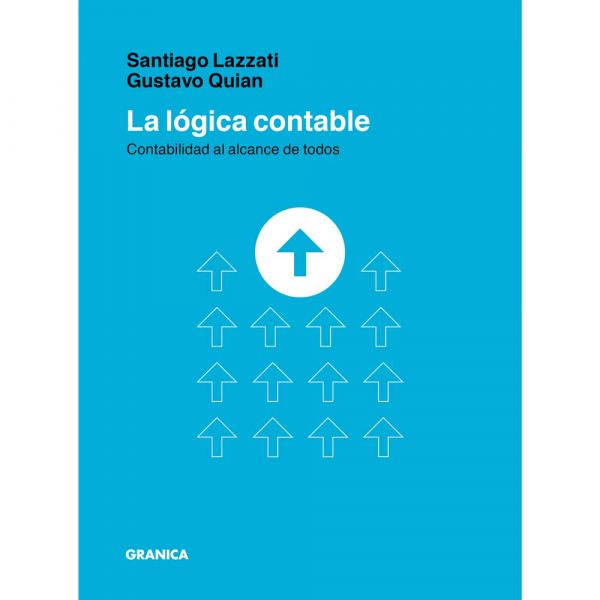 Santiago Lazzati
Gustavo Quian
La lógica contable
Contabilidad al alcance de todos
GRANICA